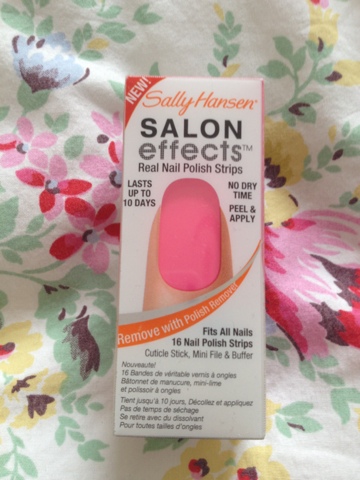 NEW!
Sally Hansen®
SALON
effects™
Real Nail Polish Strips
LASTS
UP TO
10 DAYS
NO DRY
TIME
PEEL &
APPLY
Remove with Polish Remover
Fits All Nails
16 Nail Polish Strips
Cuticle Stick, Mini File & Buffer
Nouveauté!
16 Bandes de véritable vernis à ongles
Bâtonnet de manucure, mini-lime
et polissoir à ongles
Tient jusqu'à 10 jours, Décollez et appliquez
Pas de temps de séchage
Se retire avec du dissolvant
Pour toutes tailles d'ongles